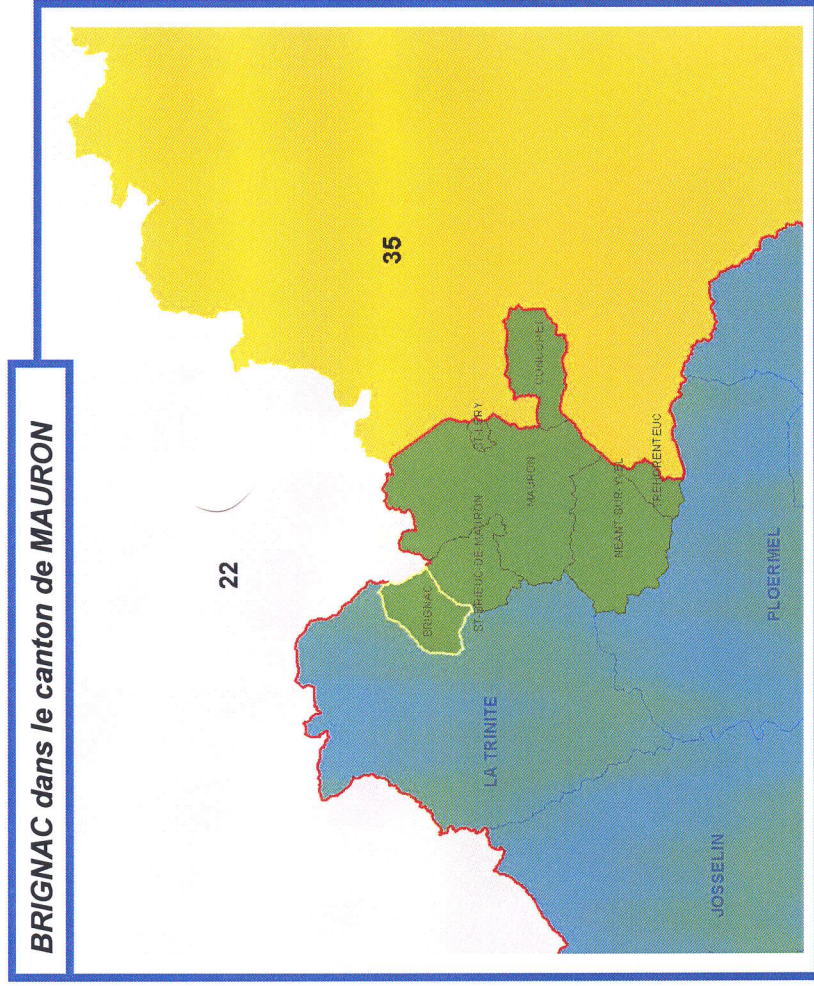 BRIGNAC dans le canton de MAURON
22
35
BRIGNAC
ST-BRIEUC-DE-MAURON
ST-LERY
CONCORET
MAURON
NEANT-SUR-YVEL
TREHORENTEUC
LA TRINITE
PLOERMEL
JOSSELIN